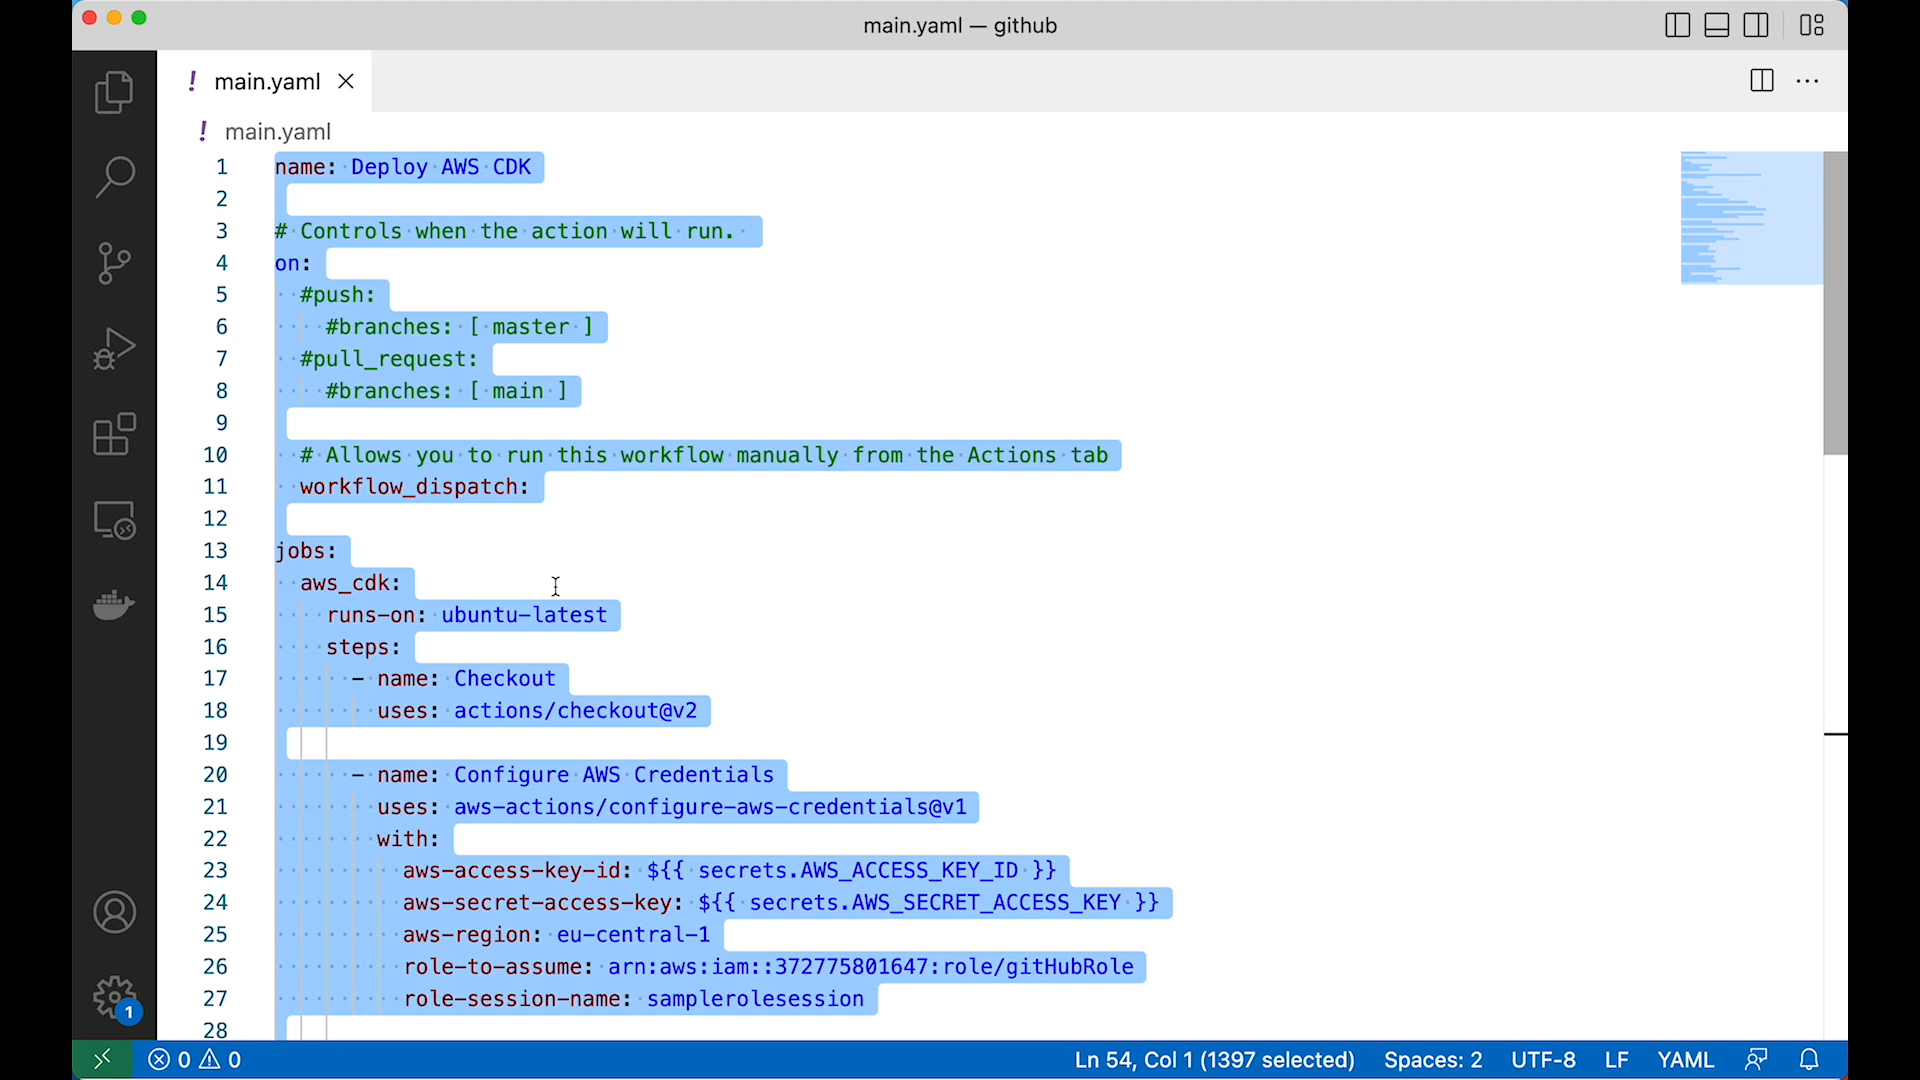 main.yaml — github
! main.yaml
! main.yaml
1 name: Deploy AWS CDK
2
3 # Controls when the action will run.
4 on:
5 #push:
6 #branches: [ master ]
7 #pull_request:
8 #branches: [ main ]
9
10 # Allows you to run this workflow manually from the Actions tab
11 workflow_dispatch:
12
13 jobs:
14 aws_cdk:
15 runs-on: ubuntu-latest
16 steps:
17 - name: Checkout
18 uses: actions/checkout@v2
19
20 - name: Configure AWS Credentials
21 uses: aws-actions/configure-aws-credentials@v1
22 with:
23 aws-access-key-id: ${{ secrets.AWS_ACCESS_KEY_ID }}
24 aws-secret-access-key: ${{ secrets.AWS_SECRET_ACCESS_KEY }}
25 aws-region: eu-central-1
26 role-to-assume: arn:aws:iam::372775801647:role/gitHubRole
27 role-session-name: samplerolesession
28
1
0 0 Ln 54, Col 1 (1397 selected) Spaces: 2 UTF-8 LF YAML